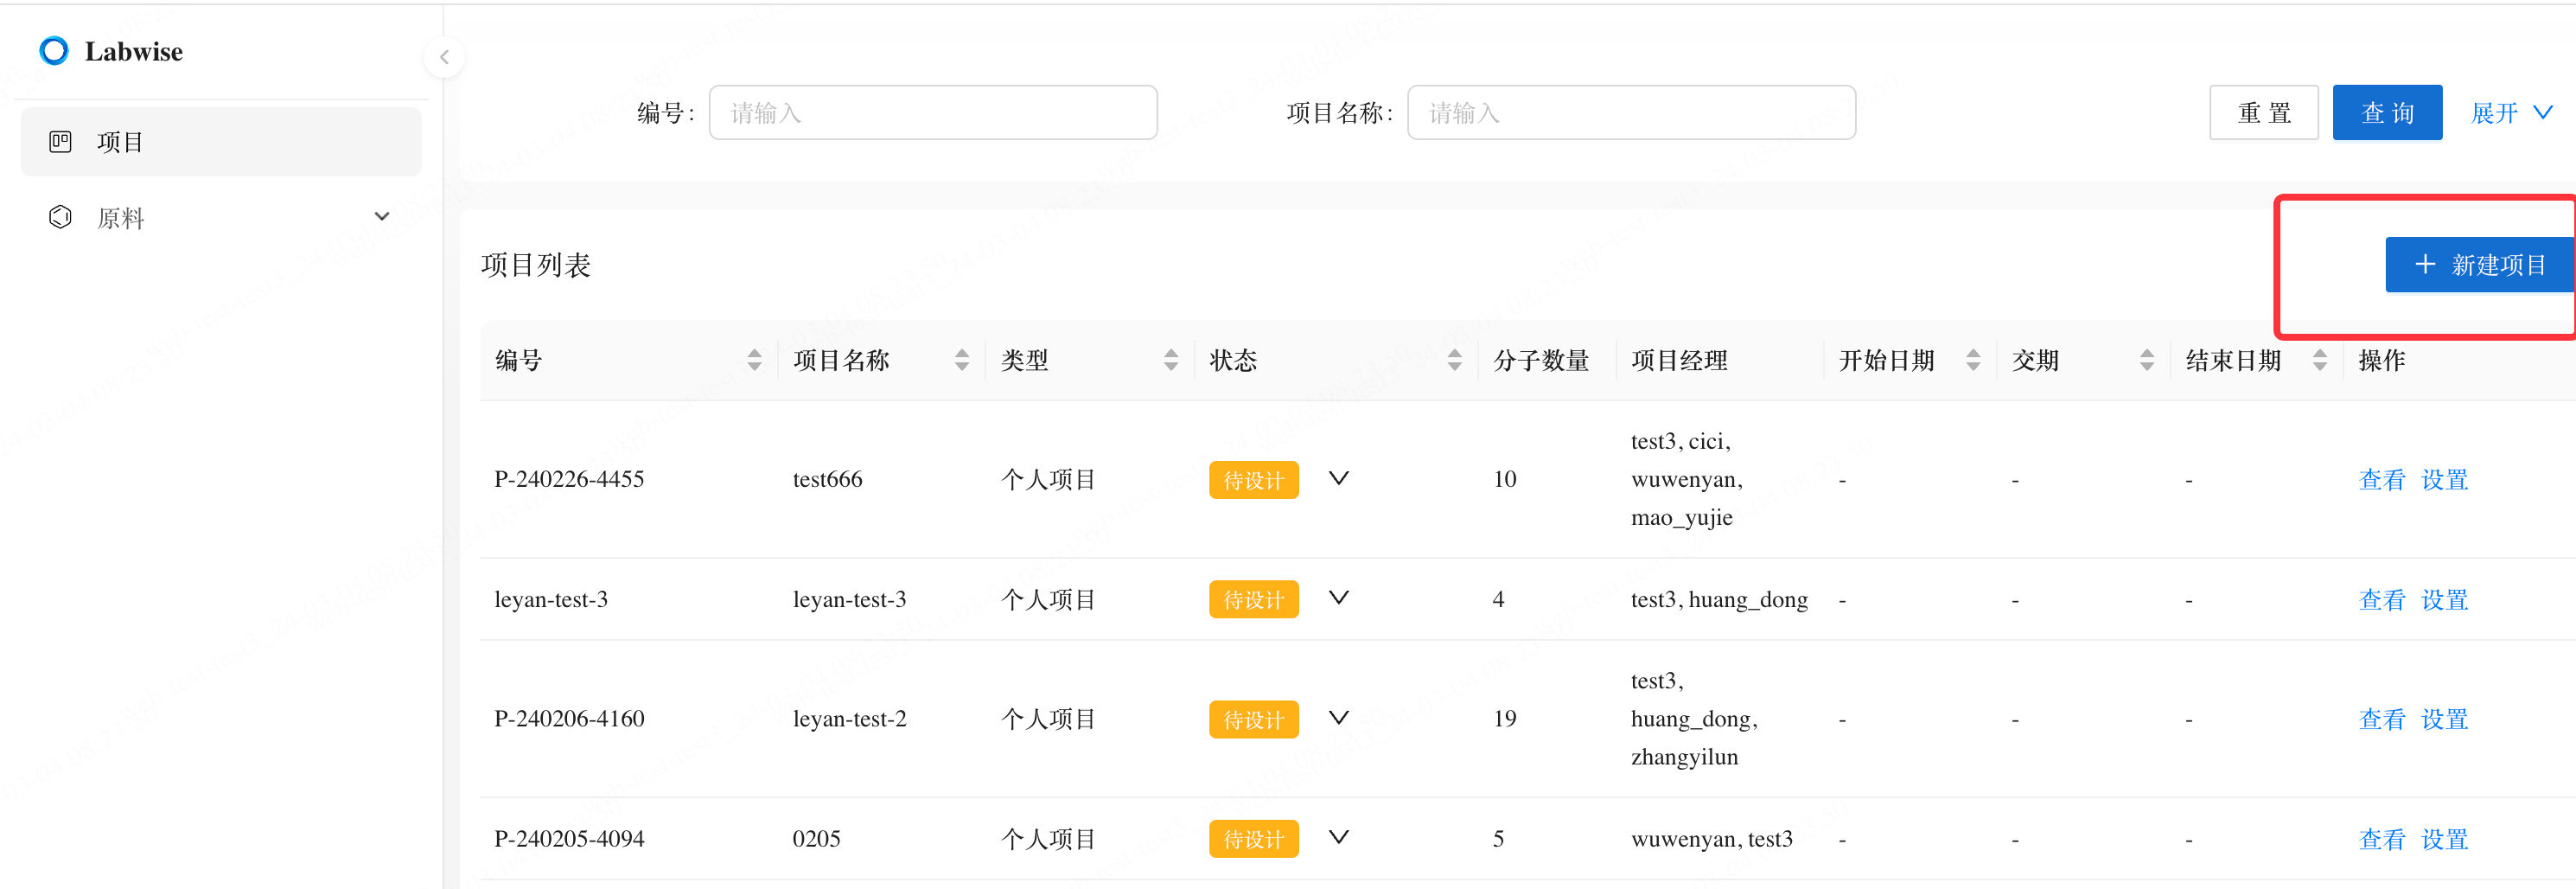 Labwise
项目
原料
编号： 请输入 项目名称： 请输入 重 置 查 询 展开
项目列表 新建项目
编号 项目名称 类型 状态 分子数量 项目经理 开始日期 交期 结束日期 操作
P-240226-4455 test666 个人项目 待设计 10 test3, cici,
wuwenyan,
mao_yujie - - - 查看 设置
leyan-test-3 leyan-test-3 个人项目 待设计 4 test3, huang_dong - - - 查看 设置
P-240206-4160 leyan-test-2 个人项目 待设计 19 test3,
huang_dong,
zhangyilun - - - 查看 设置
P-240205-4094 0205 个人项目 待设计 5 wuwenyan, test3 - - - 查看 设置